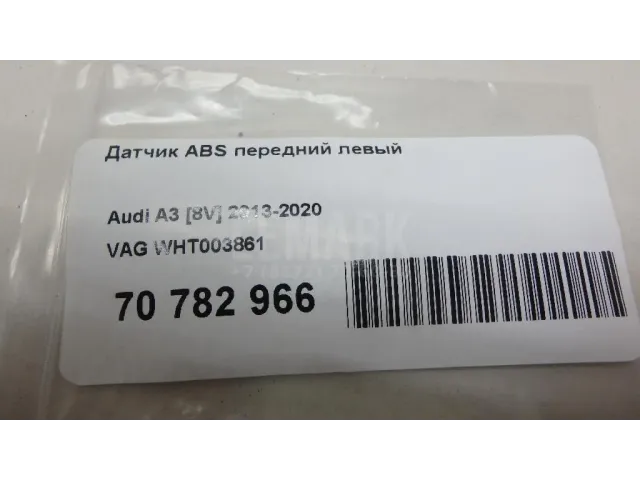 Датчик ABS передний левый
Audi A3 [8V] 2013-2020
VAG WHT003861
70 782 966